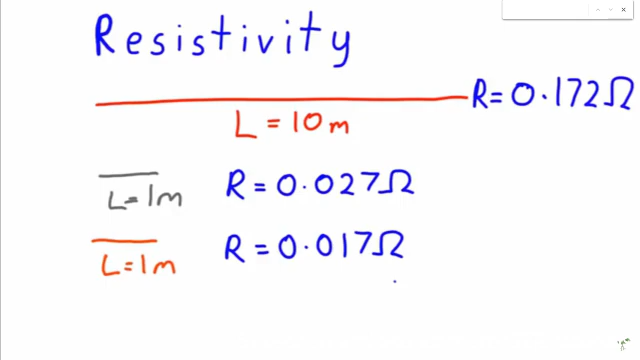 Resistivity
R=0.172Ω
L = 10m
L=1m R=0.027Ω
L=1m R=0.017Ω